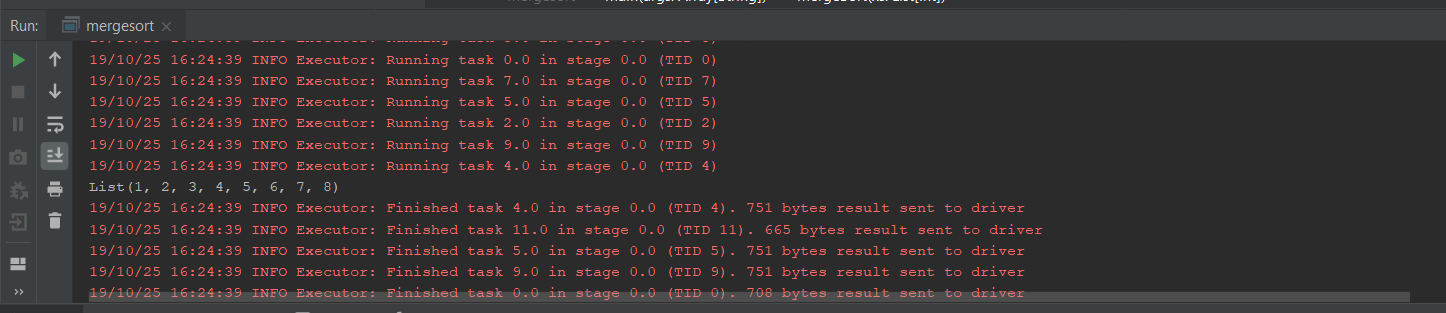 mergesort main(args: Array[String]) mergeSort(xs: List[Int])
Run: mergesort
19/10/25 16:24:39 INFO Executor: Running task 0.0 in stage 0.0 (TID 0)
19/10/25 16:24:39 INFO Executor: Running task 7.0 in stage 0.0 (TID 7)
19/10/25 16:24:39 INFO Executor: Running task 5.0 in stage 0.0 (TID 5)
19/10/25 16:24:39 INFO Executor: Running task 2.0 in stage 0.0 (TID 2)
19/10/25 16:24:39 INFO Executor: Running task 9.0 in stage 0.0 (TID 9)
19/10/25 16:24:39 INFO Executor: Running task 4.0 in stage 0.0 (TID 4)
List(1, 2, 3, 4, 5, 6, 7, 8)
19/10/25 16:24:39 INFO Executor: Finished task 4.0 in stage 0.0 (TID 4). 751 bytes result sent to driver
19/10/25 16:24:39 INFO Executor: Finished task 11.0 in stage 0.0 (TID 11). 665 bytes result sent to driver
19/10/25 16:24:39 INFO Executor: Finished task 5.0 in stage 0.0 (TID 5). 751 bytes result sent to driver
19/10/25 16:24:39 INFO Executor: Finished task 9.0 in stage 0.0 (TID 9). 751 bytes result sent to driver
19/10/25 16:24:39 INFO Executor: Finished task 0.0 in stage 0.0 (TID 0). 708 bytes result sent to driver